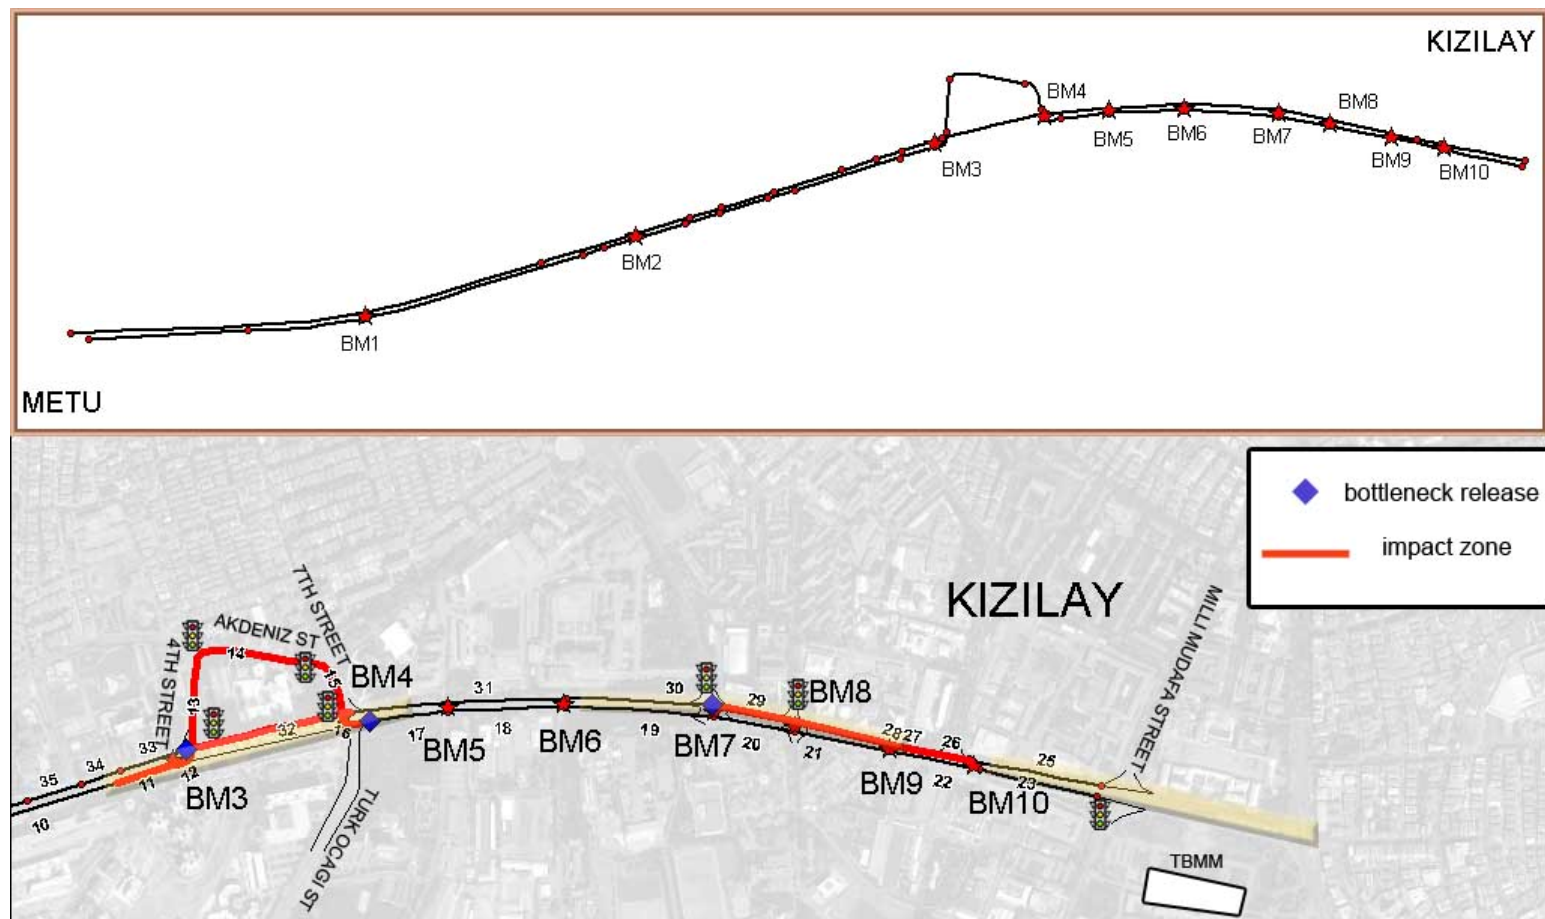 KIZILAY
BM4
BM8
BM5
BM6
BM7
BM9
BM3
BM10
BM2
BM1
METU
bottleneck release
impact zone
KIZILAY
7TH STREET
MILLI MUDAFA STREET
AKDENIZ ST
4TH STREET
14
15
BM4
13
31
30
29
BM8
32
16
17
18
19
BM5
BM6
BM7
20
21
28
27
26
33
34
35
11
12
BM3
10
BM9
22
25
23
BM10
TURK OCAGI ST
TBMM